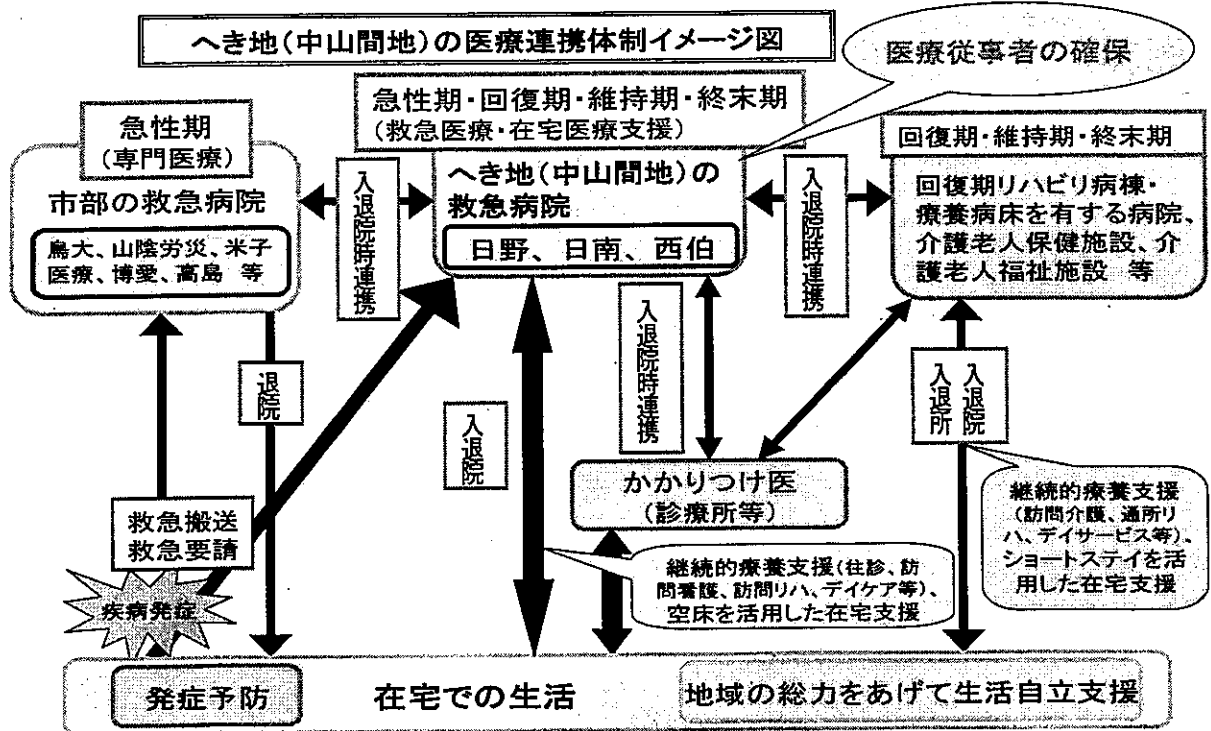 へき地(中山間地)の医療連携体制イメージ図
医療従事者の確保
急性期・回復期・維持期・終末期
(救急医療・在宅医療支援)
急性期
(専門医療)
市部の救急病院
鳥大、山陰労災、米子
医療、博愛、高島 等
入退院時連携
へき地(中山間地)の
救急病院
日野、日南、西伯
入退院時連携
回復期・維持期・終末期
回復期リハビリ病棟・
療養病床を有する病院、
介護老人保健施設、介
護老人福祉施設 等
退院
入退院
入退院時連携
入退院
入退所
かかりつけ医
(診療所等)
継続的療養支援
(訪問介護、通所リ
ハ、デイサービス等)、
ショートステイを活
用した在宅支援
救急搬送
救急要請
疾病発症
継続的療養支援(往診、訪
問看護、訪問リハ、デイケア等)、
空床を活用した在宅支援
発症予防
在宅での生活
地域の総力をあげて生活自立支援